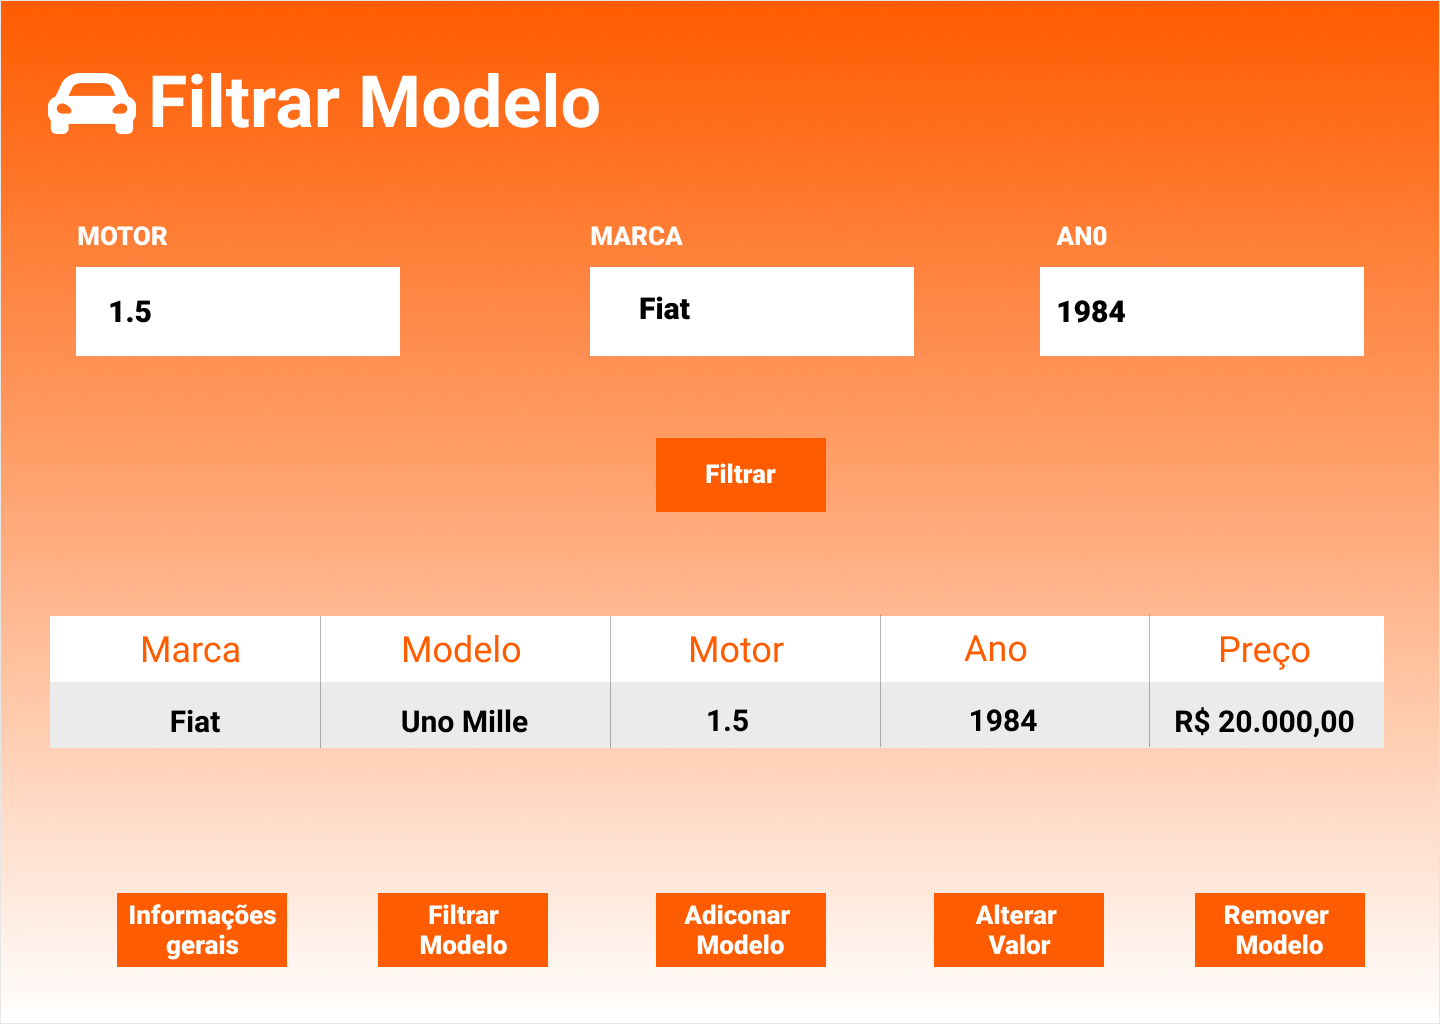 Filtrar Modelo
MOTOR
MARCA
AN0
1.5
Fiat
1984
Filtrar
Marca
Modelo
Motor
Ano
Preço
Fiat
Uno Mille
1.5
1984
R$ 20.000,00
Informações
gerais
Filtrar
Modelo
Adiconar
Modelo
Alterar
Valor
Remover
Modelo